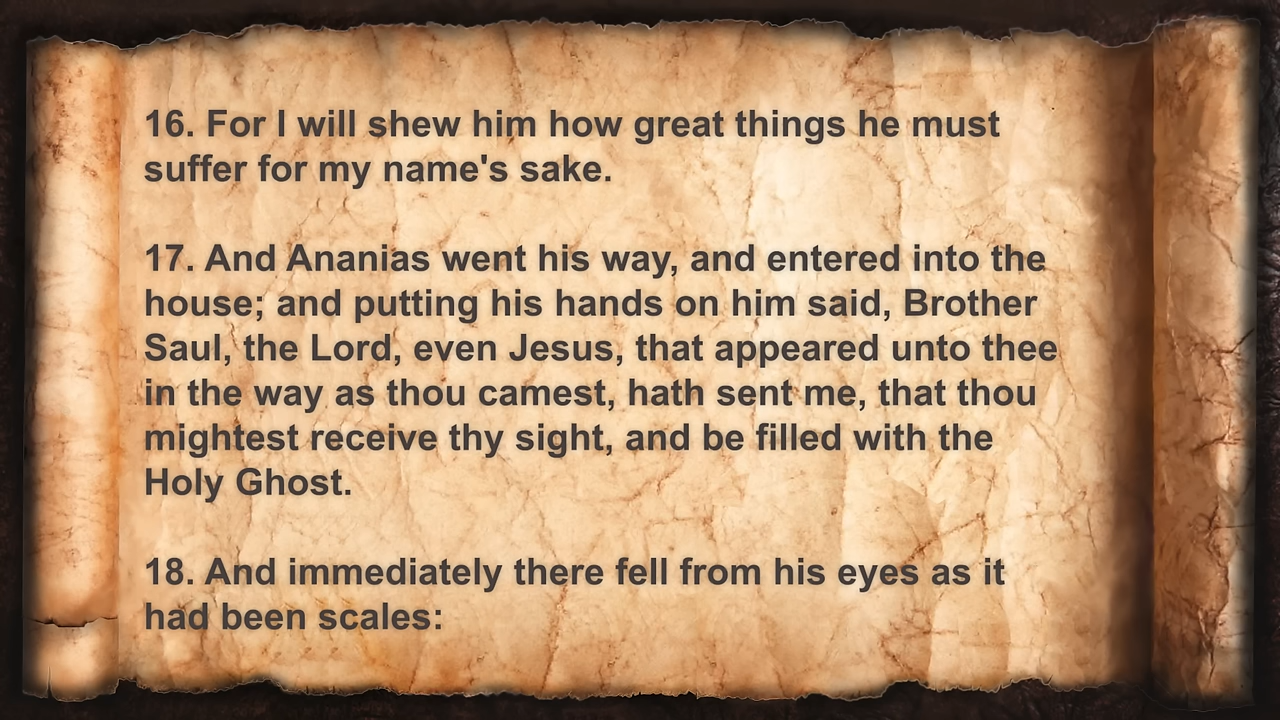 16. For I will shew him how great things he must
suffer for my name's sake.
17. And Ananias went his way, and entered into the
house; and putting his hands on him said, Brother
Saul, the Lord, even Jesus, that appeared unto thee
in the way as thou camest, hath sent me, that thou
mightest receive thy sight, and be filled with the
Holy Ghost.
18. And immediately there fell from his eyes as it
had been scales: